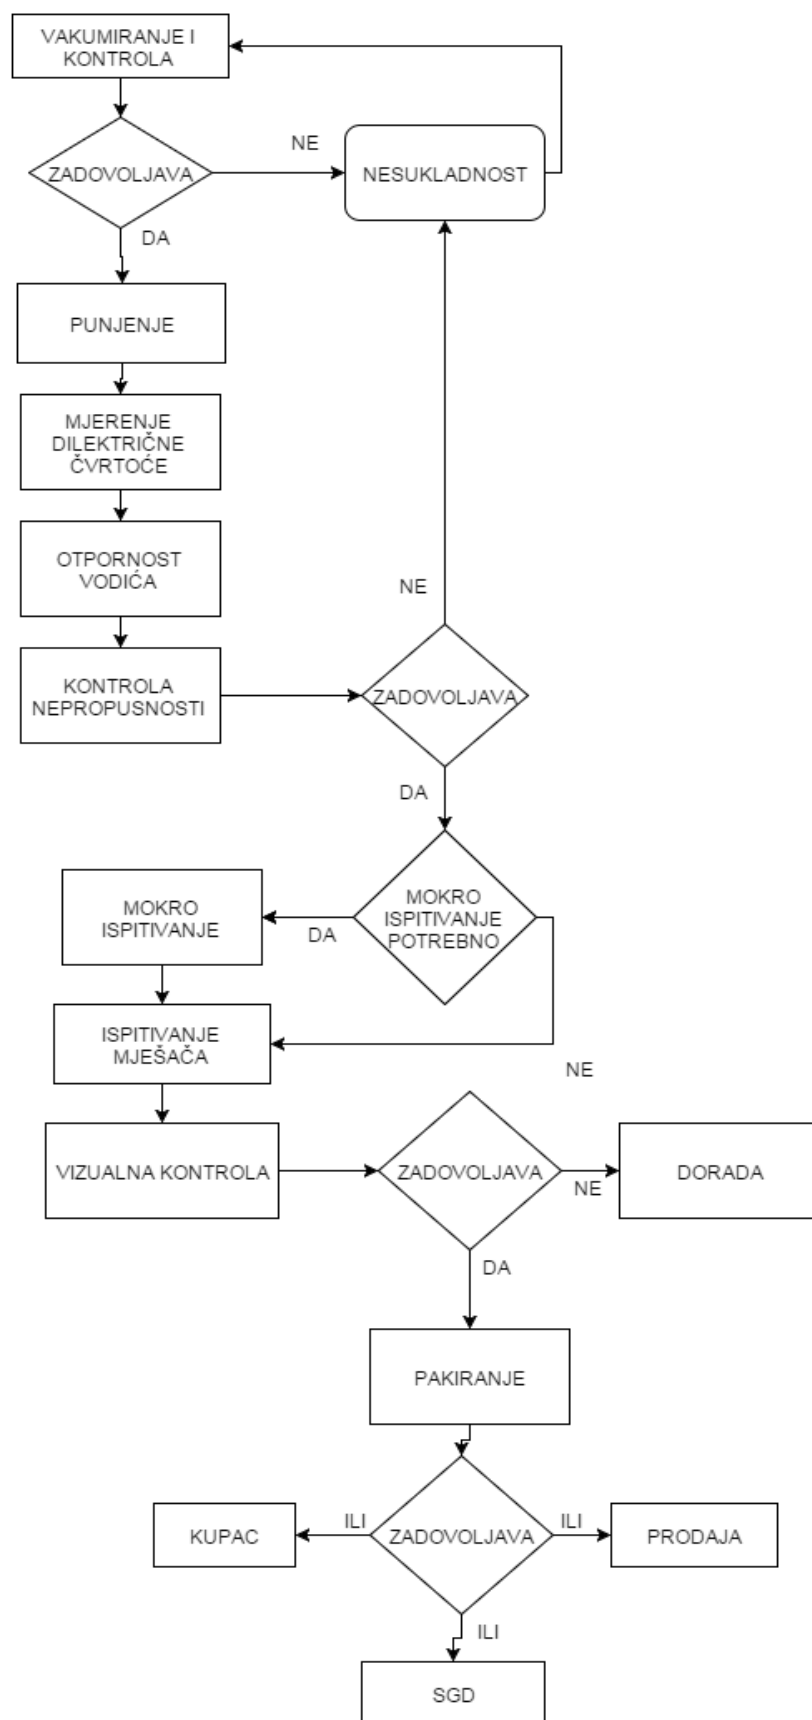 VAKUMIRANJE I
KONTROLA
NE
ZADOVOLJAVA
NESUKLADNOST
DA
PUNJENJE
MJERENJE
DILEKTRIČNE
ČVRTOĆE
OTPORNOST
VODIĆA
NE
KONTROLA
NEPROPUSNOSTI
ZADOVOLJAVA
DA
MOKRO
ISPITIVANJE
DA
MOKRO
ISPITIVANJE
POTREBNO
ISPITIVANJE
MJEŠAČA
NE
VIZUALNA KONTROLA
ZADOVOLJAVA
NE
DORADA
DA
PAKIRANJE
KUPAC
ILI
ZADOVOLJAVA
ILI
PRODAJA
ILI
SGD